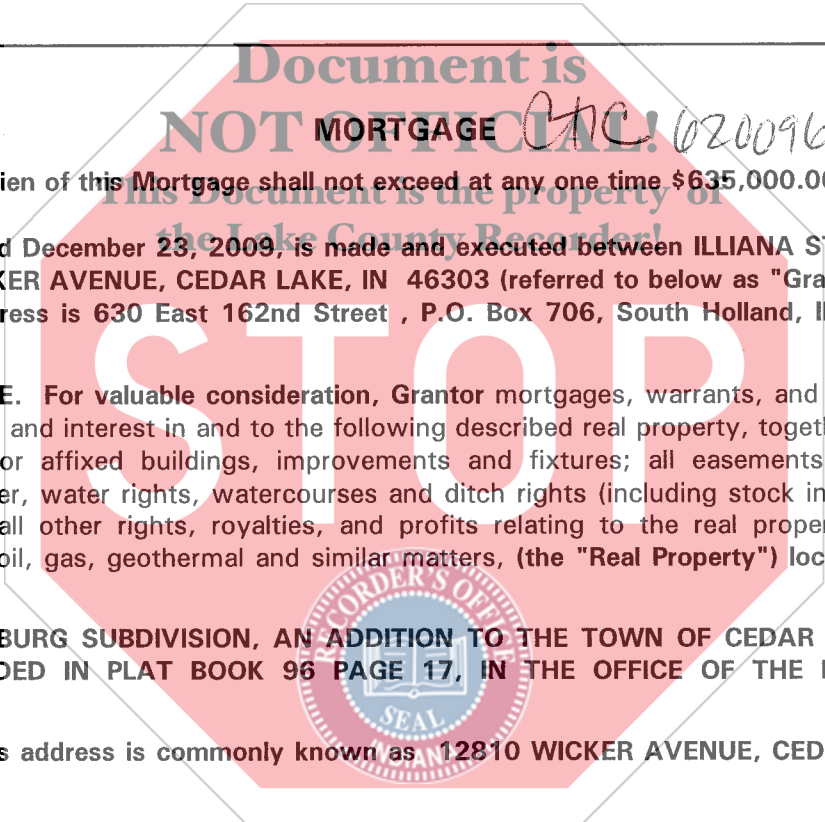 Document is
NOT OFFICIAL!
MORTGAGE CTIC 620096
This Document is the property of
ien of this Mortgage shall not exceed at any one time $635,000.00
the Lake County Recorder!
d December 23, 2009, is made and executed between ILLIANA S
KER AVENUE, CEDAR LAKE, IN 46303 (referred to below as "Gra
ress is 630 East 162nd Street , P.O. Box 706, South Holland, I
STOP
E. For valuable consideration, Grantor mortgages, warrants, and
and interest in and to the following described real property, toget
or affixed buildings, improvements and fixtures; all easements
er, water rights, watercourses and ditch rights (including stock in
all other rights, royalties, and profits relating to the real proper
oil, gas, geothermal and similar matters, (the "Real Property") loc
RECORDER'S OFFICE
BURG SUBDIVISION, AN ADDITION TO THE TOWN OF CEDAR
DED IN PLAT BOOK 96 PAGE 17, IN THE OFFICE OF THE
SEAL
INDIANA
s address is commonly known as 12810 WICKER AVENUE, CED